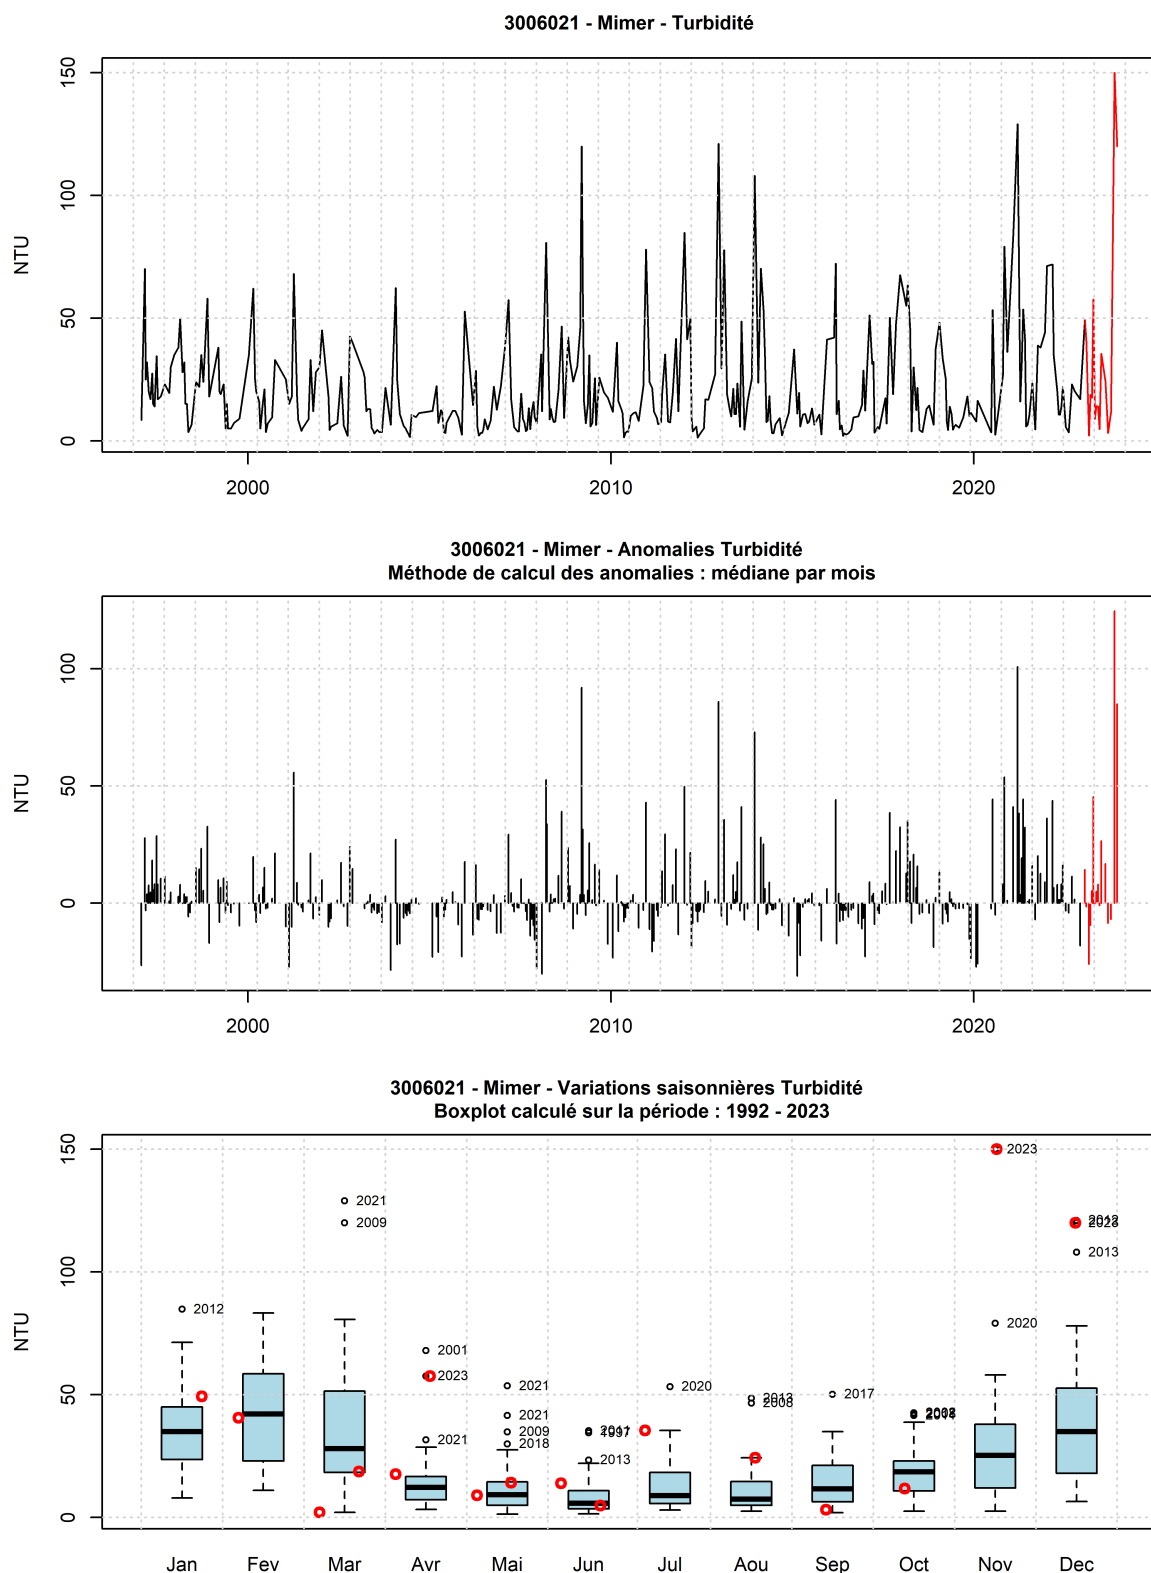 3006021 - Mimer - Turbidité
150
100
50
0
NTU
2000 2010 2020
3006021 - Mimer - Anomalies Turbidité
Méthode de calcul des anomalies : médiane par mois
100
50
0
NTU
2000 2010 2020
3006021 - Mimer - Variations saisonnières Turbidité
Boxplot calculé sur la période : 1992 - 2023
150
100
50
0
NTU
2023
2021
2009
2013
2012
2020
2001
2023
2021
2021
2021
2009
2018
2013
2020
2008
2017
Jan Fev Mar Avr Mai Jun Jul Aou Sep Oct Nov Dec